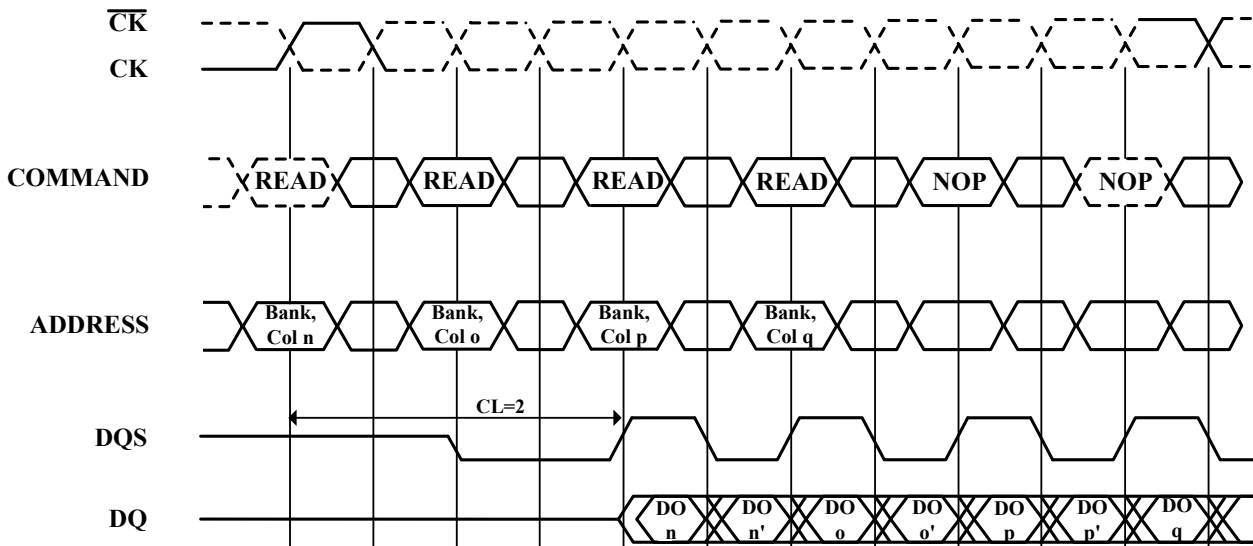 CK
CK
COMMAND
READ
READ
READ
READ
NOP
NOP
ADDRESS
Bank,
Col n
Bank,
Col o
Bank,
Col p
Bank,
Col q
CL=2
DQS
DQ
DO
n
DO
n'
DO
o
DO
o'
DO
p
DO
p'
DO
q